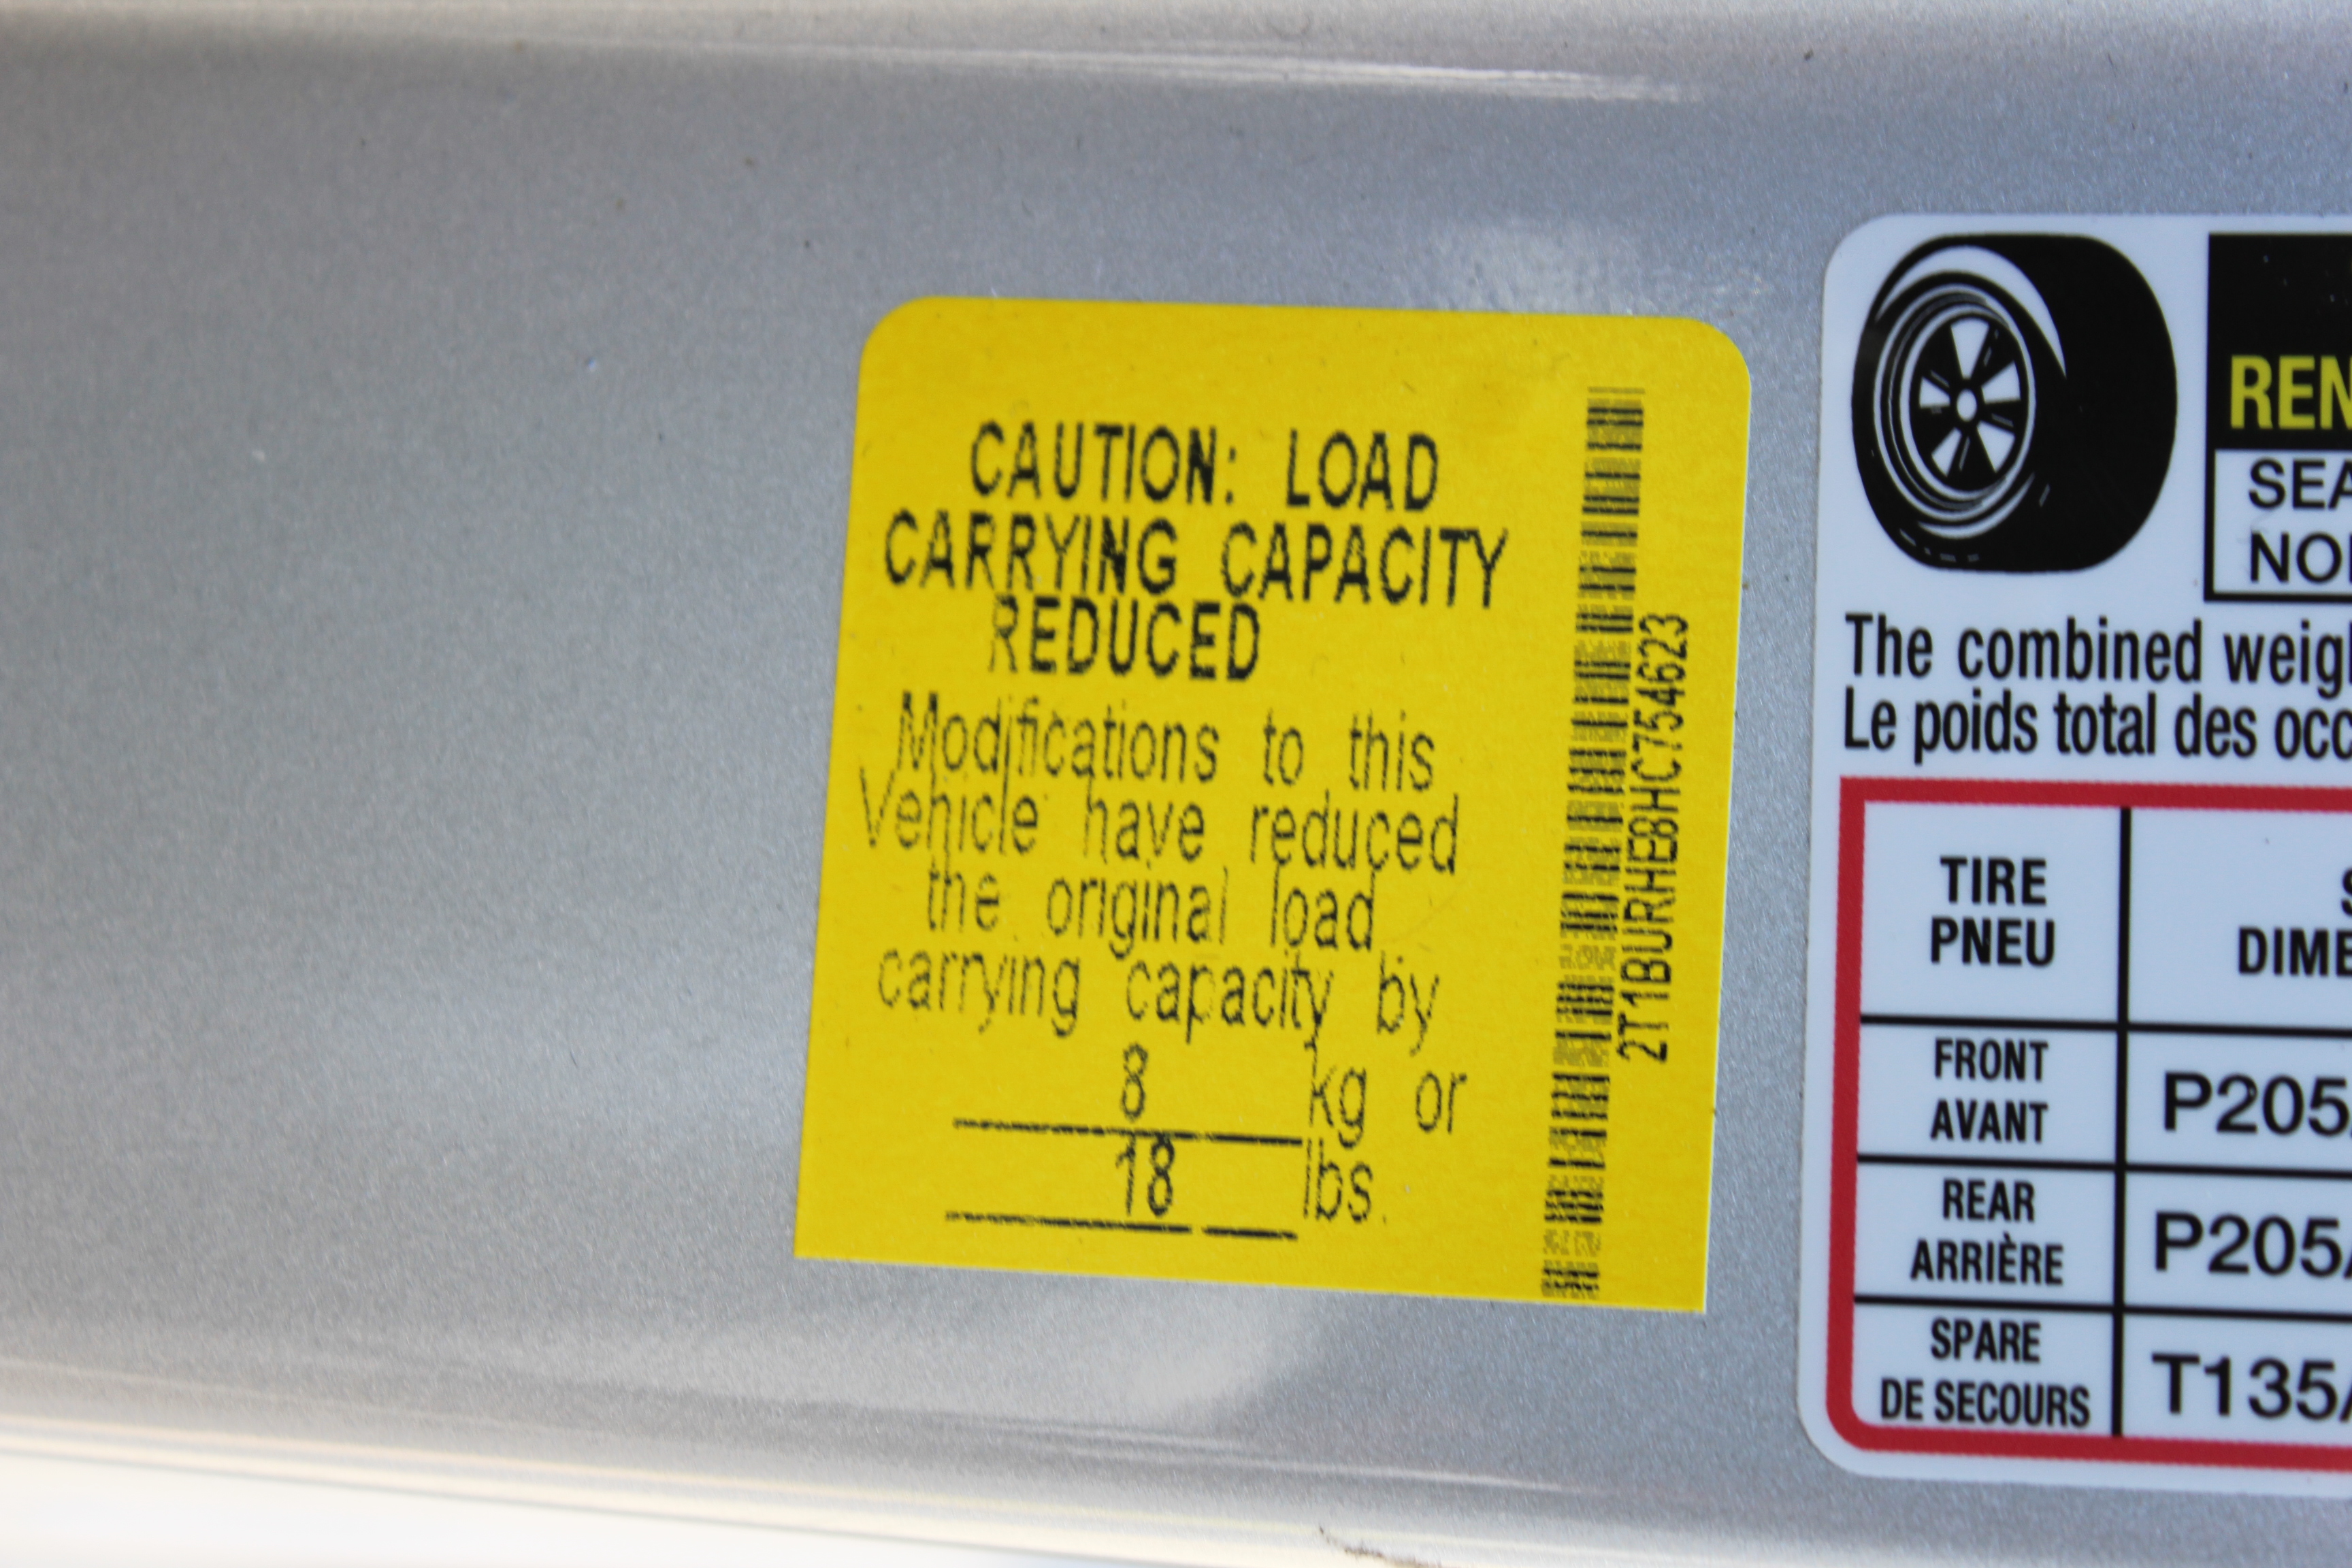 CAUTION: LOAD
CARRYING CAPACITY
REDUCED
Modifications to this
Vehicle have reduced
the original load
carrying capacity by
8 kg or
18 lbs.
2T1BURHE8HC754623
REN
SEA
NO
The combined weigh
Le poids total des occ
TIRE
PNEU
S
DIME
FRONT
AVANT
P205
REAR
ARRIÈRE
P205
SPARE
DE SECOURS
T135